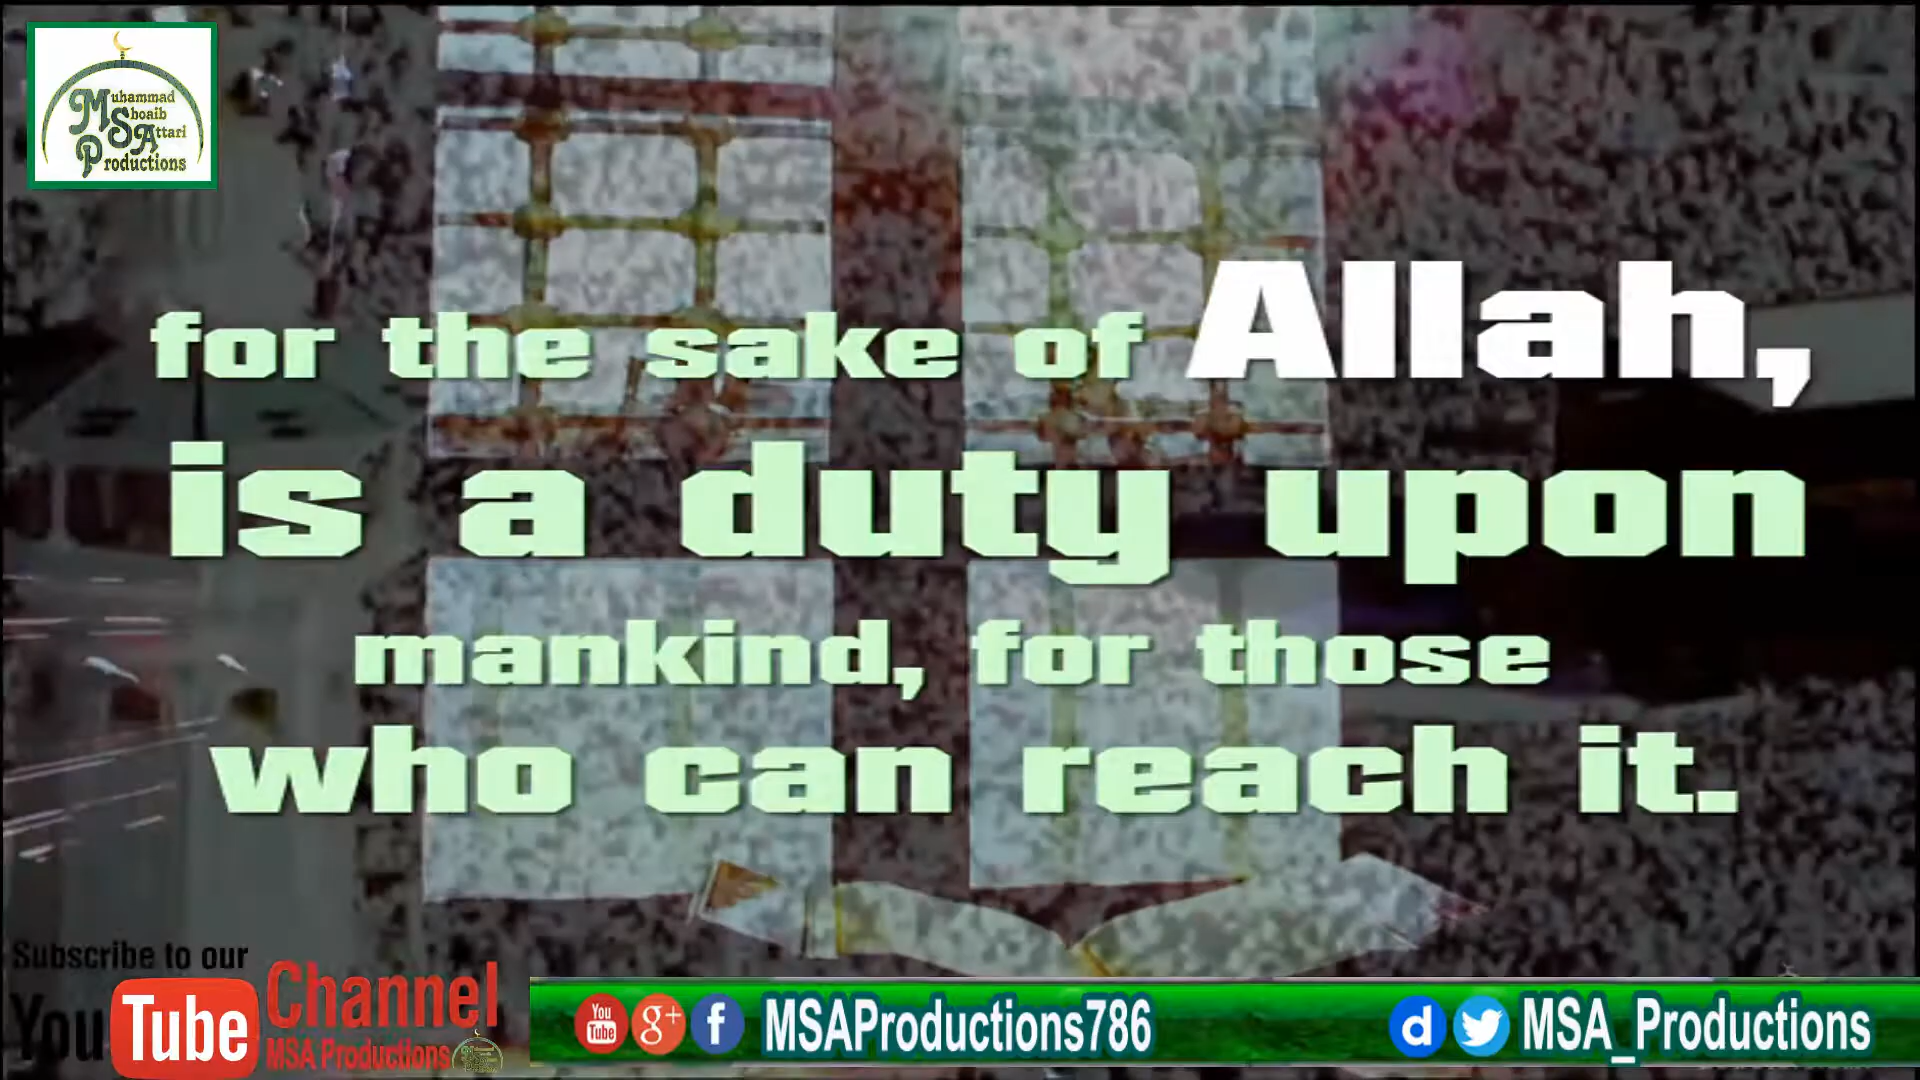 Muhammad
Shoaib
Attari
Productions
for the sake of Allah,
is a duty upon
mankind, for those
who can reach it.
Subscribe to our
YouTube Channel
MSA Productions
You Tube g+ f MSAProductions786
d MSA_Productions